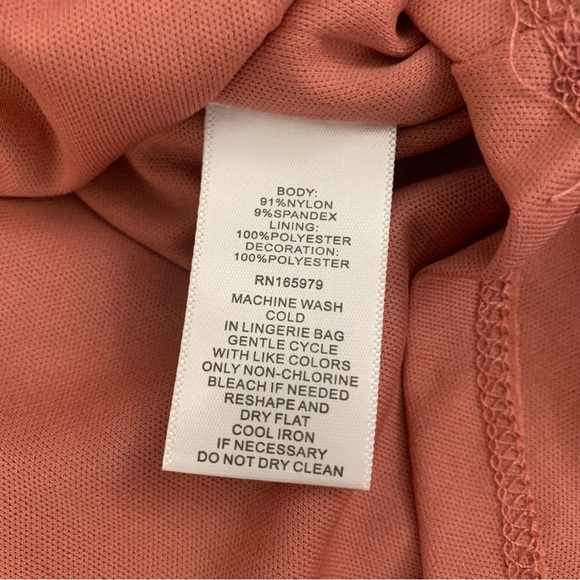 BODY:
91%NYLON
9%SPANDEX
LINING:
100%POLYESTER
DECORATION:
100%POLYESTER
RN165979
MACHINE WASH
COLD
IN LINGERIE BAG
GENTLE CYCLE
WITH LIKE COLORS
ONLY NON-CHLORINE
BLEACH IF NEEDED
RESHAPE AND
DRY FLAT
COOL IRON
IF NECESSARY
DO NOT DRY CLEAN